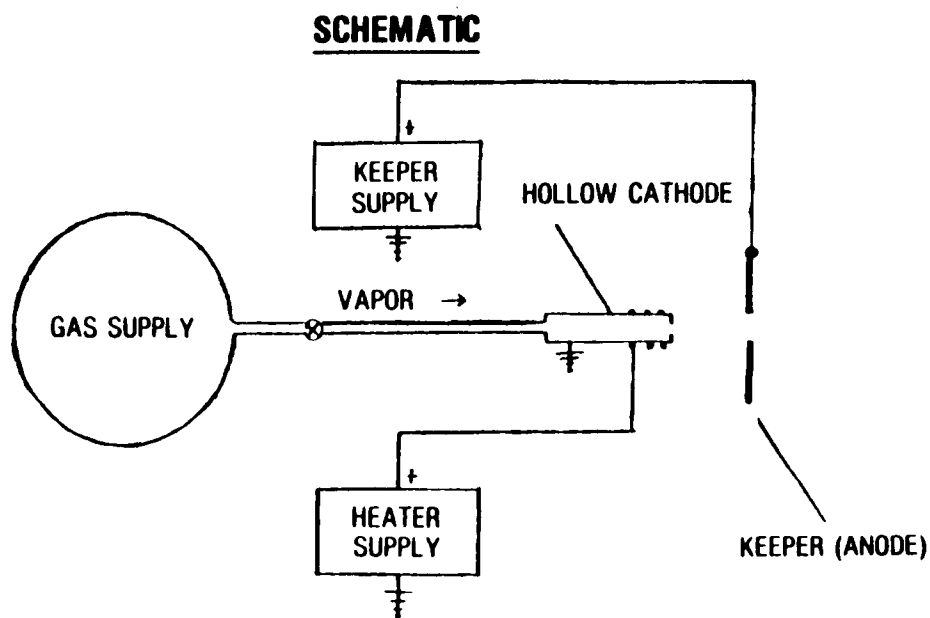 SCHEMATIC
+
KEEPER
SUPPLY
HOLLOW CATHODE
VAPOR →
GAS SUPPLY
+
HEATER
SUPPLY
KEEPER (ANODE)